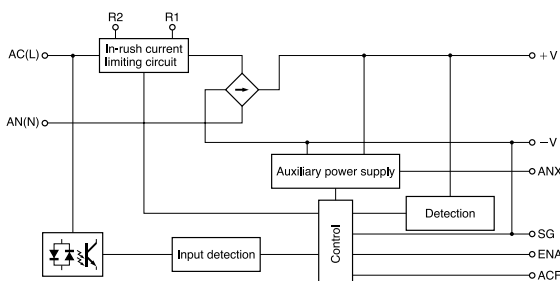 R2
R1
AC(L)
In-rush current
limiting circuit
+V
AN(N)
−V
Auxiliary power supply
ANX
Detection
Control
SG
Input detection
ENA
ACF